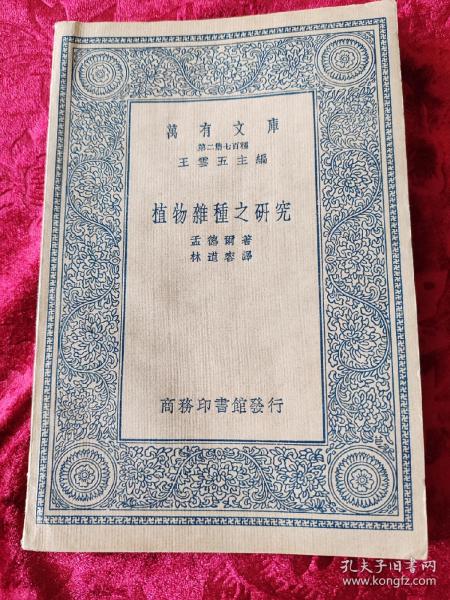 萬有文庫
第二集七百種
王雲五主編
植物雜種之研究
孟德爾著
林道容譯
商務印書館發行
孔夫子旧书网
www.kongfz.com